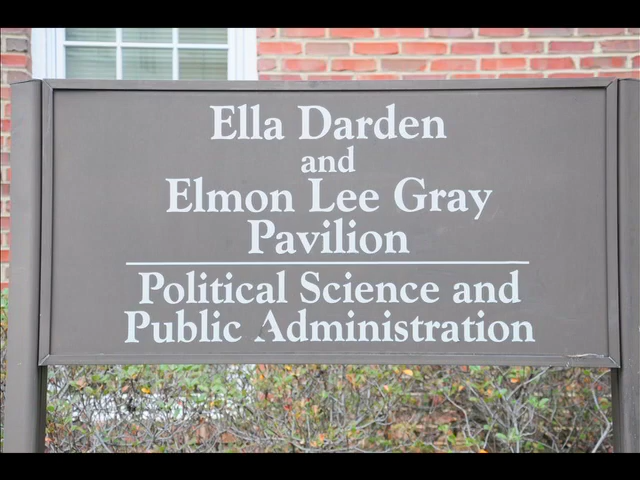 Ella Darden
and
Elmon Lee Gray
Pavilion
Political Science and
Public Administration